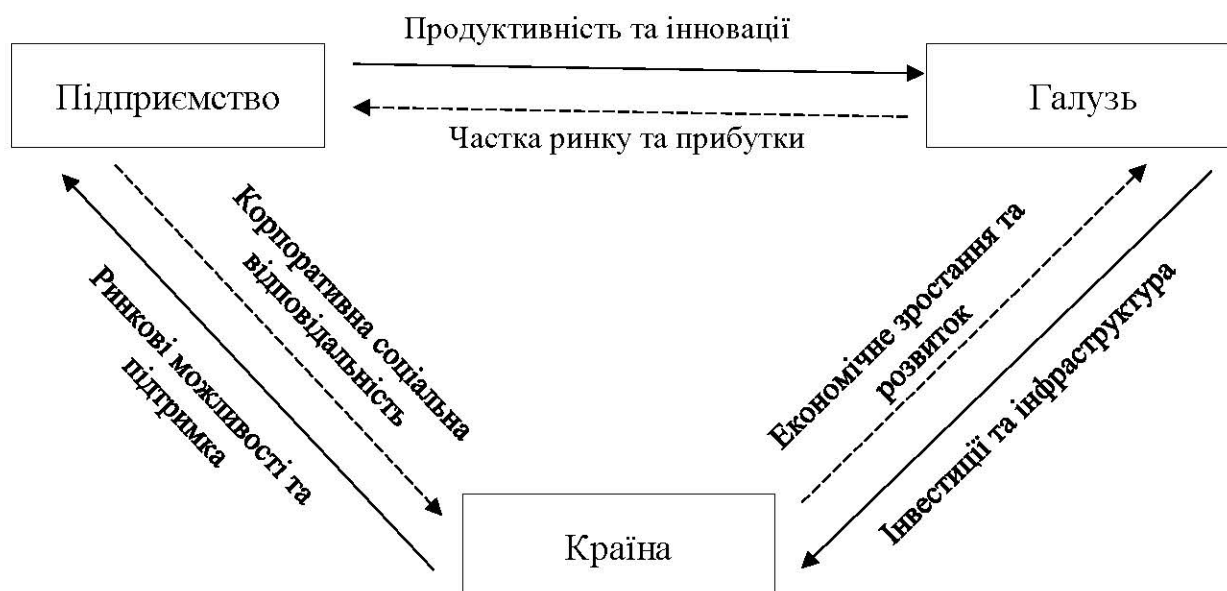 Продуктивність та інновації
Підприємство
Галузь
Частка ринку та прибутки
Корпоративна соціальна
відповідальність
Ринкові можливості та
підтримка
Економічне зростання та
розвиток
Інвестиції та інфраструктура
Країна